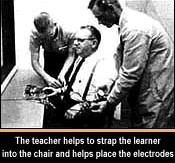 The teacher helps to strap the learner
into the chair and helps place the electrodes